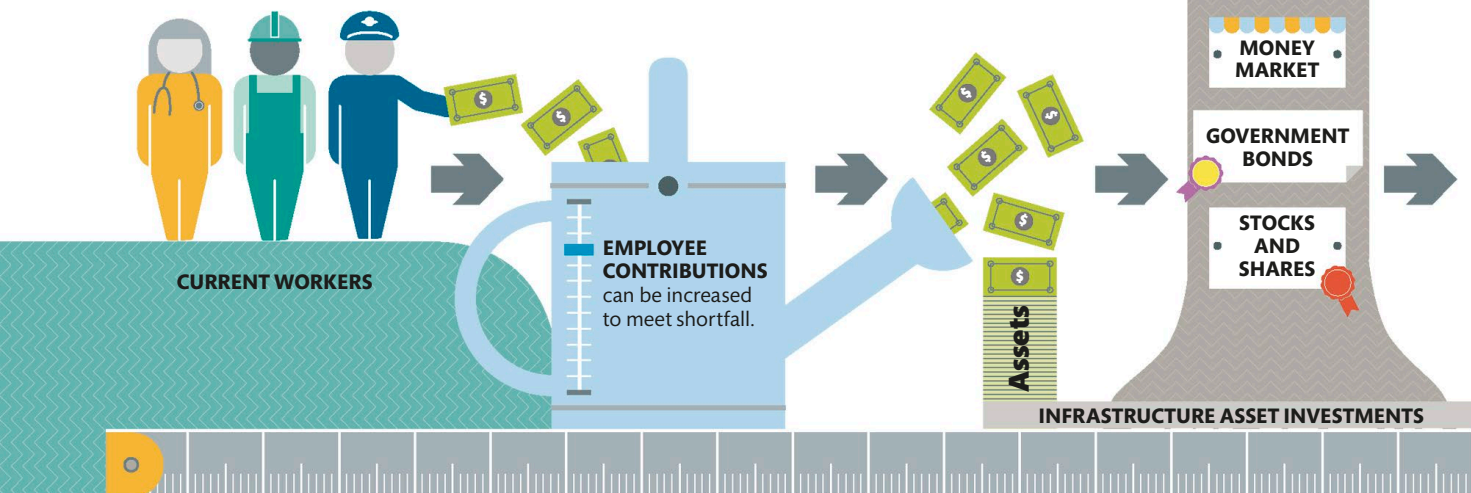 CURRENT WORKERS
EMPLOYEE
CONTRIBUTIONS
can be increased
to meet shortfall.
$
$
$
$
$
$
$
$
Assets
MONEY
MARKET
GOVERNMENT
BONDS
STOCKS
AND
SHARES
INFRASTRUCTURE ASSET INVESTMENTS